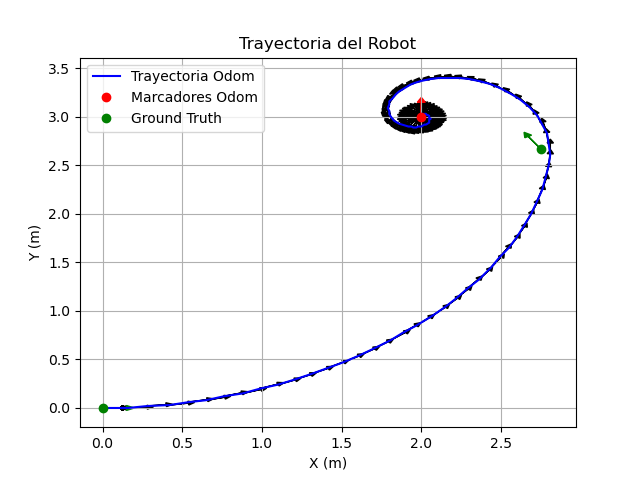 Trayectoria del Robot
Trayectoria Odom
Marcadores Odom
Ground Truth
3.5
3.0
2.5
2.0
1.5
1.0
0.5
0.0
Y (m)
0.0 0.5 1.0 1.5 2.0 2.5
X (m)